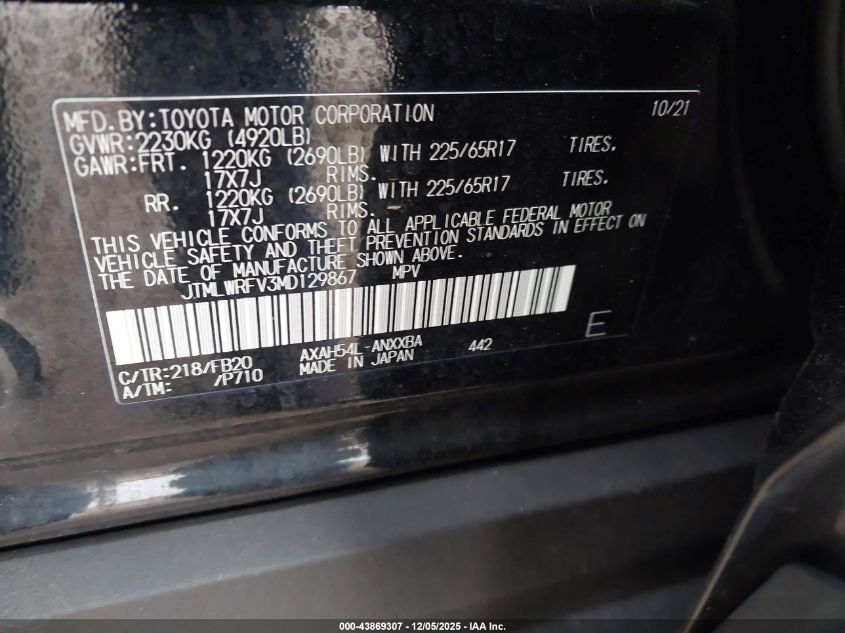 MFD.BY:TOYOTA MOTOR CORPORATION 10/21
GVWR:2230KG (4920LB)
GAWR:FRT. 1220KG (2690LB) WITH 225/65R17 TIRES.
17X7J RIMS.
RR. 1220KG (2690LB) WITH 225/65R17 TIRES.
17X7J RIMS.
THIS VEHICLE CONFORMS TO ALL APPLICABLE FEDERAL MOTOR
VEHICLE SAFETY AND THEFT PREVENTION STANDARDS IN EFFECT ON
THE DATE OF MANUFACTURE SHOWN ABOVE.
JTMLWRFV3MD129867 MPV
E
C/TR:218/FB20 AXAH54L-ANXXBA 442
A/TM: /P710 MADE IN JAPAN
000-43869307 - 12/05/2025 - IAA Inc.